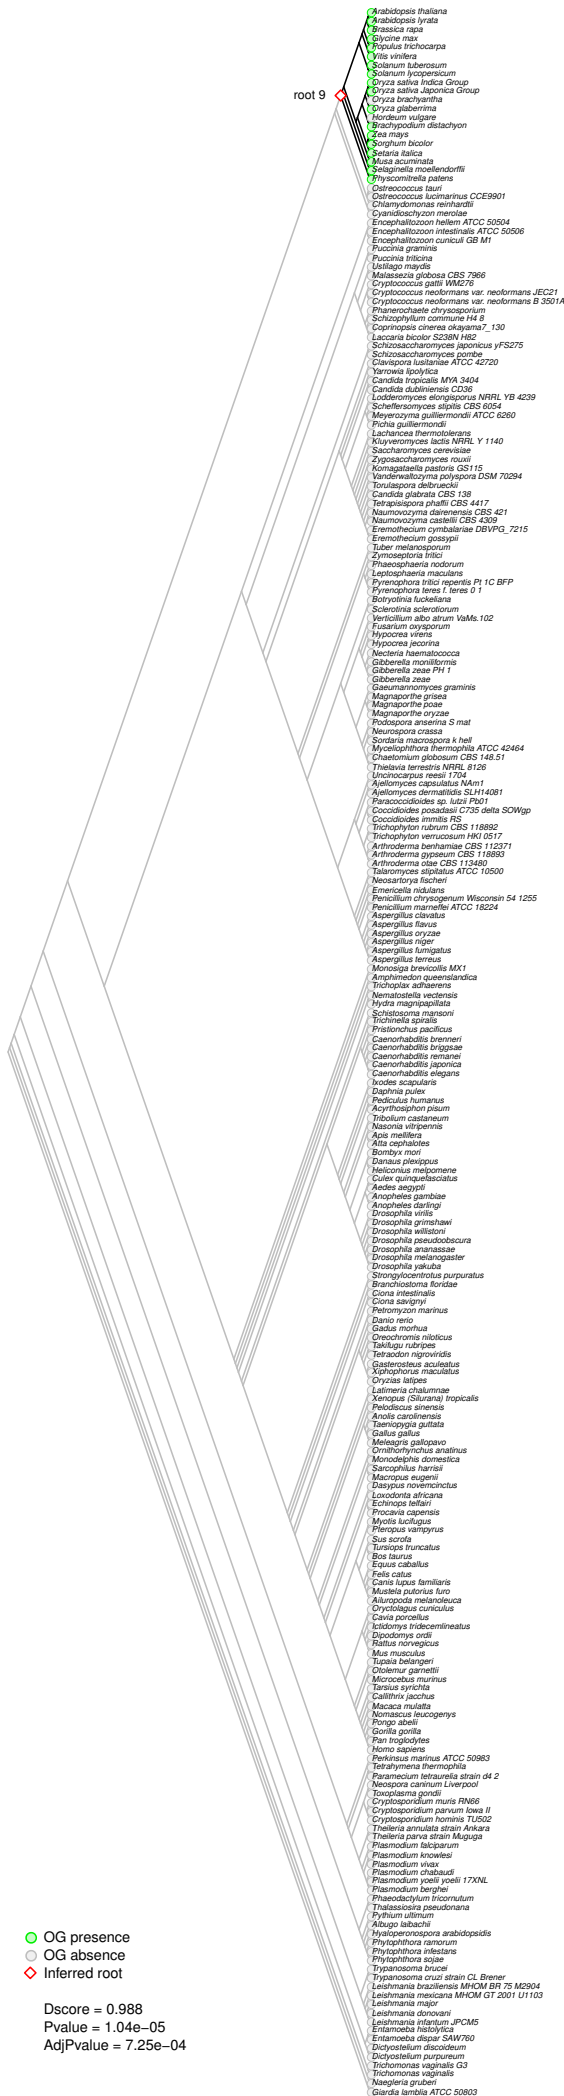 Arabidopsis thaliana
Arabidopsis lyrata
Brassica rapa
Glycine max
Populus trichocarpa
Vitis vinifera
Solanum tuberosum
Solanum lycopersicum
Oryza sativa Indica Group
Oryza sativa Japonica Group
root 9
Oryza brachyantha
Oryza glaberrima
Hordeum vulgare
Brachypodium distachyon
Zea mays
Sorghum bicolor
Setaria italica
Musa acuminata
Selaginella moellendorffii
Physcomitrella patens
Ostreococcus tauri
Ostreococcus lucimarinus CCE9901
Chlamydomonas reinhardtii
Cyanidioschyzon merolae
Encephalitozoon hellem ATCC 50504
Encephalitozoon intestinalis ATCC 50506
Encephalitozoon cuniculi GB M1
Puccinia graminis
Puccinia triticina
Ustilago maydis
Malassezia globosa CBS 7966
Cryptococcus gattii WM276
Cryptococcus neoformans var. neoformans JEC21
Cryptococcus neoformans var. neoformans B 3501A
Phanerochaete chrysosporium
Schizophyllum commune H4 8
Coprinopsis cinerea okayama7_130
Laccaria bicolor S238N H82
Schizosaccharomyces japonicus yFS275
Schizosaccharomyces pombe
Clavispora lusitaniae ATCC 42720
Yarrowia lipolytica
Candida tropicalis MYA 3404
Candida dubliniensis CD36
Lodderomyces elongisporus NRRL YB 4239
Scheffersomyces stipitis CBS 6054
Meyerozyma guilliermondii ATCC 6260
Pichia guilliermondii
Lachancea thermotolerans
Kluyveromyces lactis NRRL Y 1140
Saccharomyces cerevisiae
Zygosaccharomyces rouxii
Komagataella pastoris GS115
Vanderwaltozyma polyspora DSM 70294
Torulaspora delbrueckii
Candida glabrata CBS 138
Tetrapisispora phaffii CBS 4417
Naumovozyma dairenensis CBS 421
Naumovozyma castellii CBS 4309
Eremothecium cymbalariae DBVPG_7215
Eremothecium gossypii
Tuber melanosporum
Zymoseptoria tritici
Phaeosphaeria nodorum
Leptosphaeria maculans
Pyrenophora tritici repentis Pt 1C BFP
Pyrenophora teres f. teres 0 1
Botryotinia fuckeliana
Sclerotinia sclerotiorum
Verticillium albo atrum VaMs.102
Fusarium oxysporum
Hypocrea virens
Hypocrea jecorina
Necteria haematococca
Gibberella moniliformis
Gibberella zeae PH 1
Gibberella zeae
Gaeumannomyces graminis
Magnaporthe grisea
Magnaporthe poae
Magnaporthe oryzae
Podospora anserina S mat
Neurospora crassa
Sordaria macrospora k hell
Myceliophthora thermophila ATCC 42464
Chaetomium globosum CBS 148.51
Thielavia terrestris NRRL 8126
Uncinocarpus reesii 1704
Ajellomyces capsulatus NAm1
Ajellomyces dermatitidis SLH14081
Paracoccidioides sp. lutzii Pb01
Coccidioides posadasii C735 delta SOWgp
Coccidioides immitis RS
Trichophyton rubrum CBS 118892
Trichophyton verrucosum HKI 0517
Arthroderma benhamiae CBS 112371
Arthroderma gypseum CBS 118893
Arthroderma otae CBS 113480
Talaromyces stipitatus ATCC 10500
Neosartorya fischeri
Emericella nidulans
Penicillium chrysogenum Wisconsin 54 1255
Penicillium marneffei ATCC 18224
Aspergillus clavatus
Aspergillus flavus
Aspergillus oryzae
Aspergillus niger
Aspergillus fumigatus
Aspergillus terreus
Monosiga brevicollis MX1
Amphimedon queenslandica
Trichoplax adhaerens
Nematostella vectensis
Hydra magnipapillata
Schistosoma mansoni
Trichinella spiralis
Pristionchus pacificus
Caenorhabditis brenneri
Caenorhabditis briggsae
Caenorhabditis remanei
Caenorhabditis japonica
Caenorhabditis elegans
Ixodes scapularis
Daphnia pulex
Pediculus humanus
Acyrthosiphon pisum
Tribolium castaneum
Nasonia vitripennis
Apis mellifera
Atta cephalotes
Bombyx mori
Danaus plexippus
Heliconius melpomene
Culex quinquefasciatus
Aedes aegypti
Anopheles gambiae
Anopheles darlingi
Drosophila virilis
Drosophila grimshawi
Drosophila willistoni
Drosophila pseudoobscura
Drosophila ananassae
Drosophila melanogaster
Drosophila yakuba
Strongylocentrotus purpuratus
Branchiostoma floridae
Ciona intestinalis
Ciona savignyi
Petromyzon marinus
Danio rerio
Gadus morhua
Oreochromis niloticus
Takifugu rubripes
Tetraodon nigroviridis
Gasterosteus aculeatus
Xiphophorus maculatus
Oryzias latipes
Latimeria chalumnae
Xenopus (Silurana) tropicalis
Pelodiscus sinensis
Anolis carolinensis
Taeniopygia guttata
Gallus gallus
Meleagris gallopavo
Ornithorhynchus anatinus
Monodelphis domestica
Sarcophilus harrisii
Macropus eugenii
Dasypus novemcinctus
Loxodonta africana
Echinops telfairi
Procavia capensis
Myotis lucifugus
Pteropus vampyrus
Sus scrofa
Tursiops truncatus
Bos taurus
Equus caballus
Felis catus
Canis lupus familiaris
Mustela putorius furo
Ailuropoda melanoleuca
Oryctolagus cuniculus
Cavia porcellus
Ictidomys tridecemlineatus
Dipodomys ordii
Rattus norvegicus
Mus musculus
Tupaia belangeri
Otolemur garnettii
Microcebus murinus
Tarsius syrichta
Callithrix jacchus
Macaca mulatta
Nomascus leucogenys
Pongo abelii
Gorilla gorilla
Pan troglodytes
Homo sapiens
Perkinsus marinus ATCC 50983
Tetrahymena thermophila
Paramecium tetraurelia strain d4 2
Neospora caninum Liverpool
Toxoplasma gondii
Cryptosporidium muris RN66
Cryptosporidium parvum Iowa II
Cryptosporidium hominis TU502
Theileria annulata strain Ankara
Theileria parva strain Muguga
Plasmodium falciparum
Plasmodium knowlesi
Plasmodium vivax
Plasmodium chabaudi
Plasmodium yoelii yoelii 17XNL
Plasmodium berghei
Phaeodactylum tricornutum
Thalassiosira pseudonana
Pythium ultimum
Albugo laibachii
Hyaloperonospora arabidopsidis
Phytophthora ramorum
Phytophthora infestans
Phytophthora sojae
Trypanosoma brucei
Trypanosoma cruzi strain CL Brener
Leishmania braziliensis MHOM BR 75 M2904
Leishmania mexicana MHOM GT 2001 U1103
Leishmania major
Leishmania donovani
Leishmania infantum JPCM5
Entamoeba histolytica
Entamoeba dispar SAW760
Dictyostelium discoideum
Dictyostelium purpureum
Trichomonas vaginalis G3
Trichomonas vaginalis
Naegleria gruberi
Giardia lamblia ATCC 50803
OG presence
OG absence
Inferred root
Dscore = 0.988
Pvalue = 1.04e−05
AdjPvalue = 7.25e−04